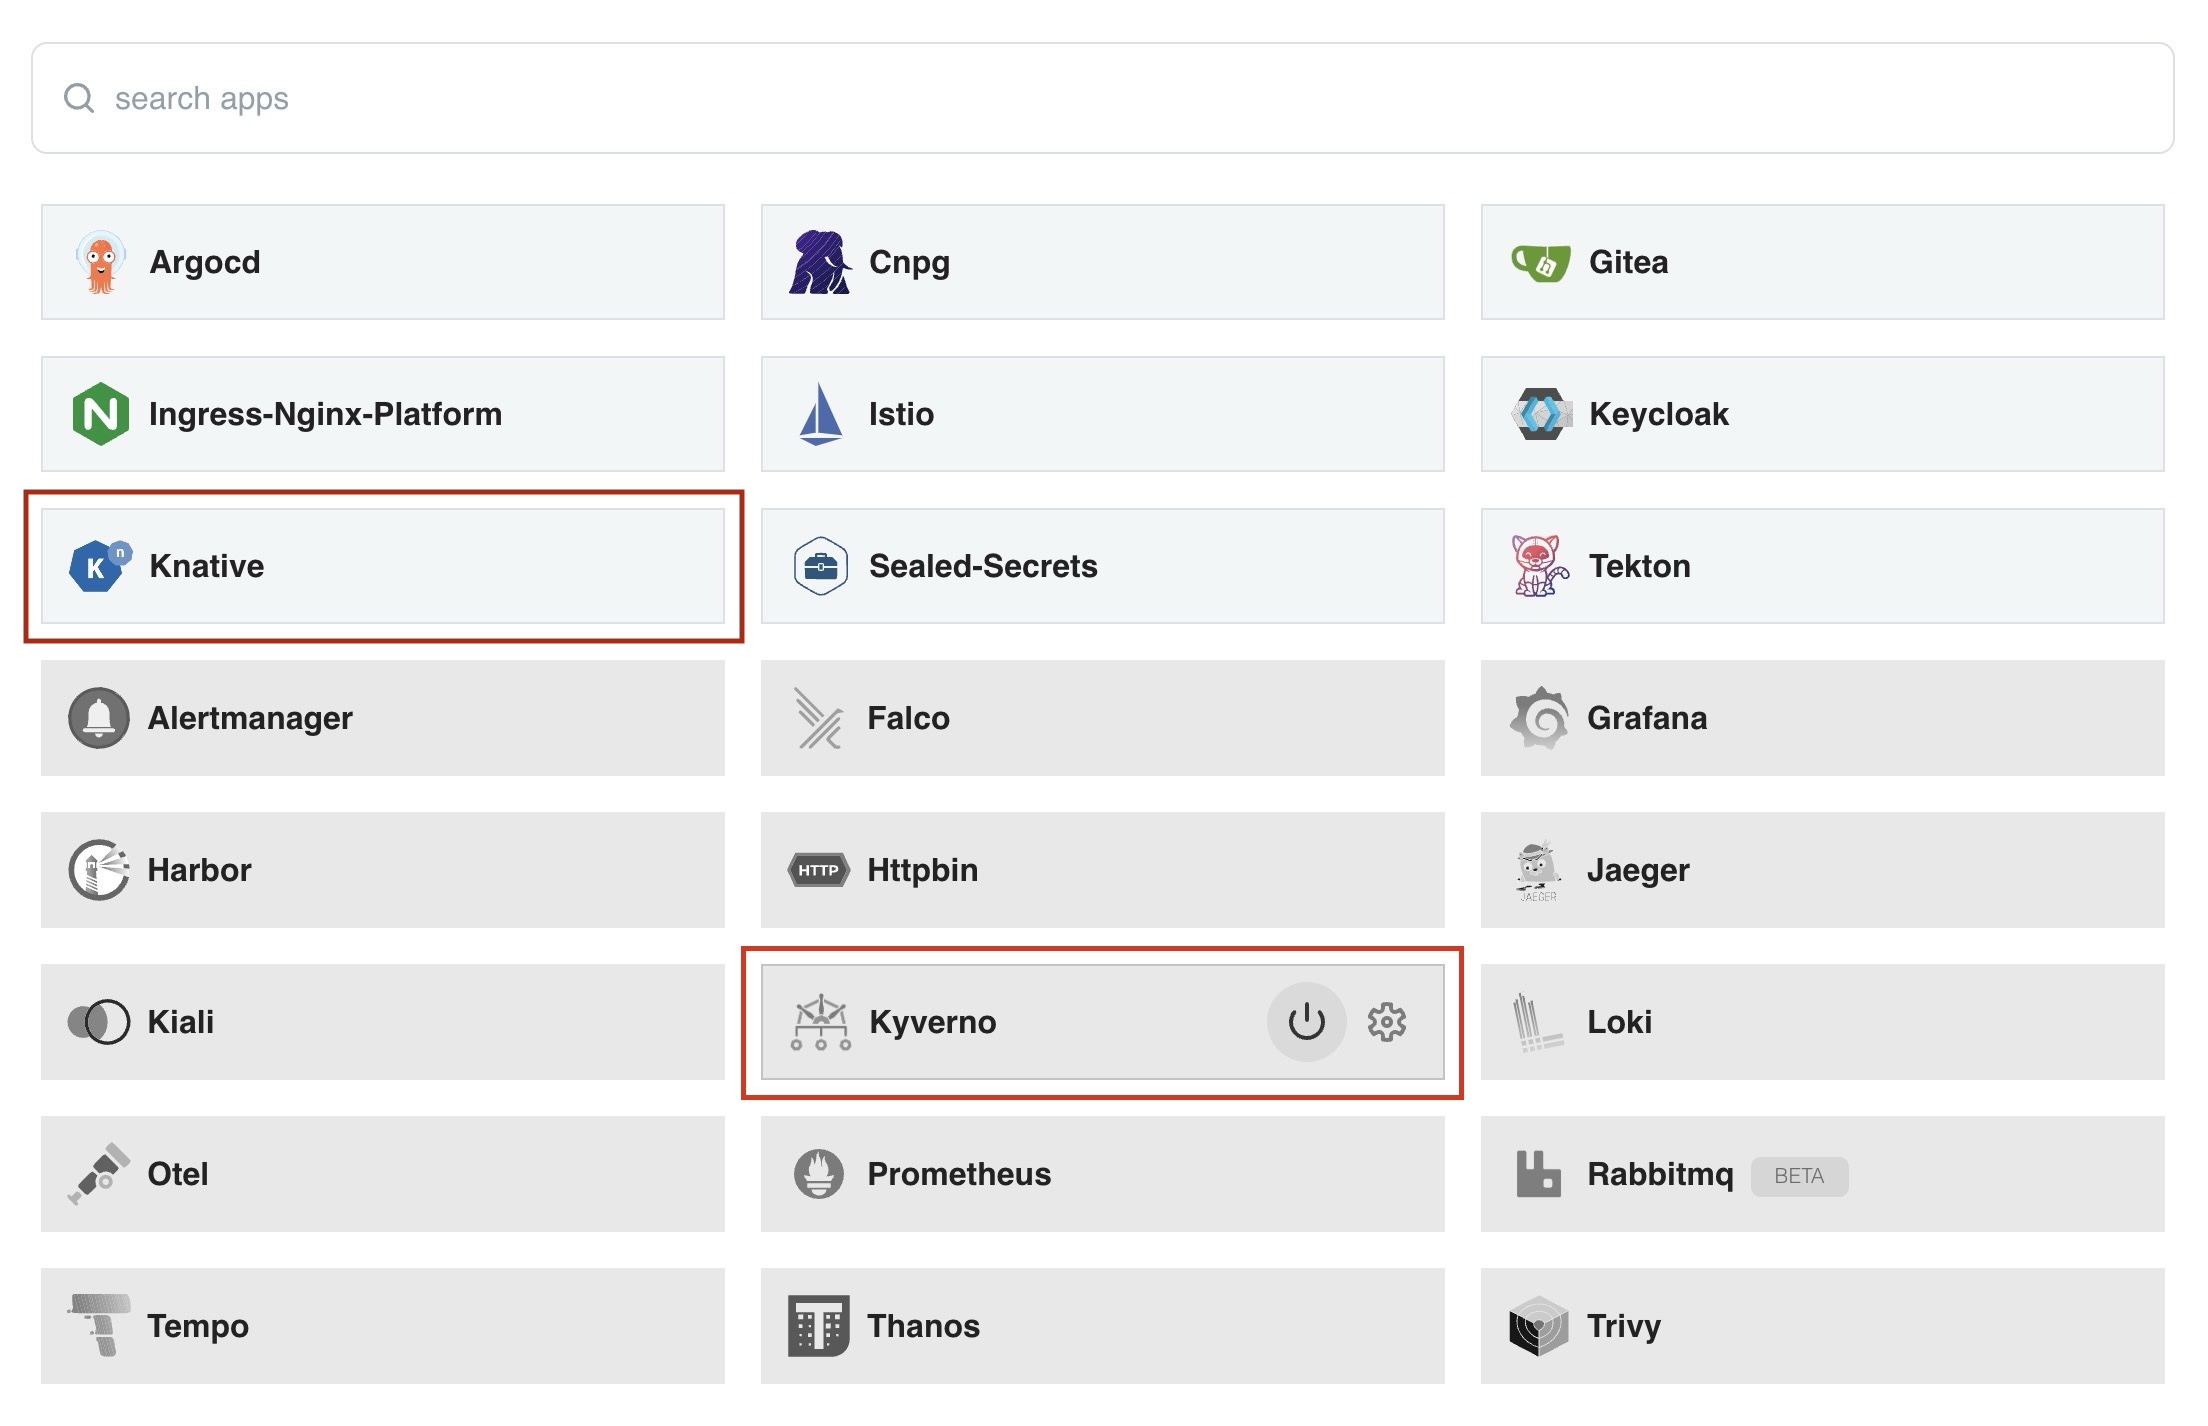 search apps
Argocd
Cnpg
Gitea
Ingress-Nginx-Platform
Istio
Keycloak
K n
Knative
Sealed-Secrets
Tekton
Alertmanager
Falco
Grafana
Harbor
HTTP
Httpbin
JAEGER
Jaeger
Kiali
Kyverno
Loki
Otel
Prometheus
Rabbitmq BETA
Tempo
Thanos
Trivy